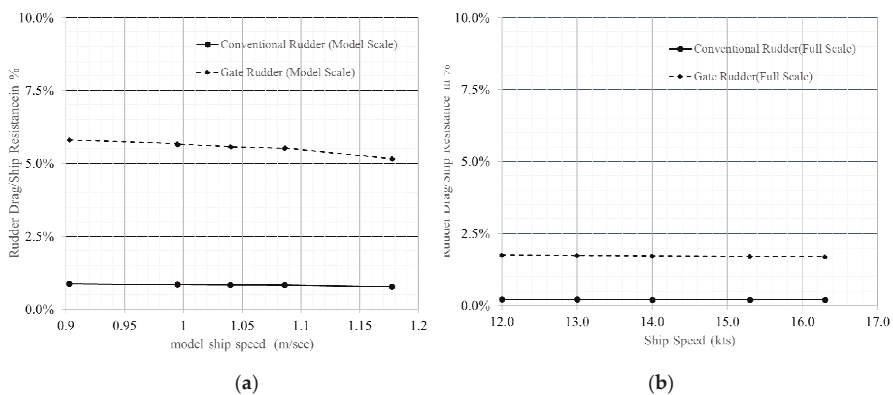 10.0%
7.5%
5.0%
2.5%
0.0%
Rudder Drag/Ship Resistancein %
Conventional Rudder (Model Scale)
Gate Rudder (Model Scale)
0.9 0.95 1 1.05 1.1 1.15 1.2
model ship speed (m/sec)
(a)
10.0%
7.5%
5.0%
2.5%
0.0%
Rudder Drag/Ship Resistance in %
Conventional Rudder(Full Scale)
Gate Rudder(Full Scale)
12.0 13.0 14.0 15.0 16.0 17.0
Ship Speed (kts)
(b)